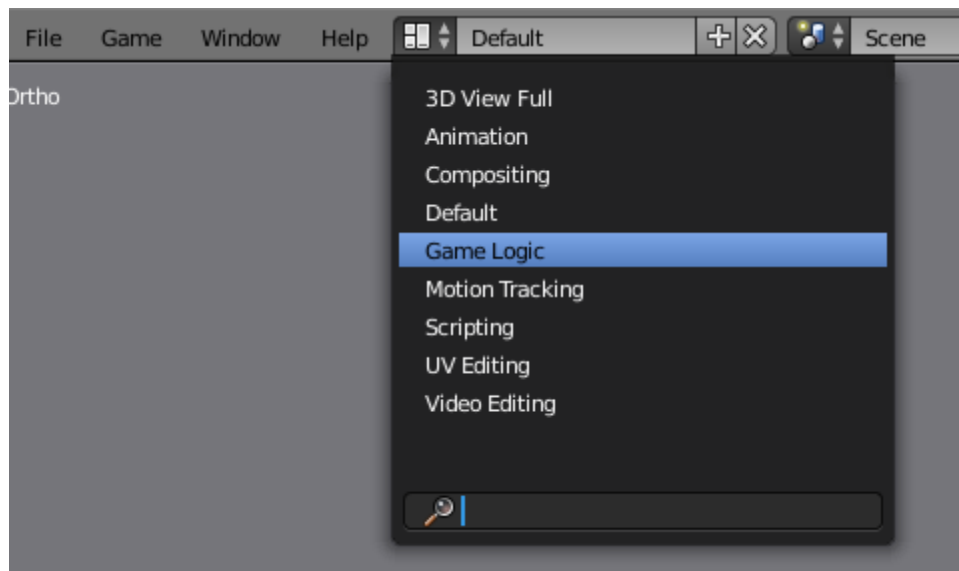 File Game Window Help Default Scene
Ortho
3D View Full
Animation
Compositing
Default
Game Logic
Motion Tracking
Scripting
UV Editing
Video Editing